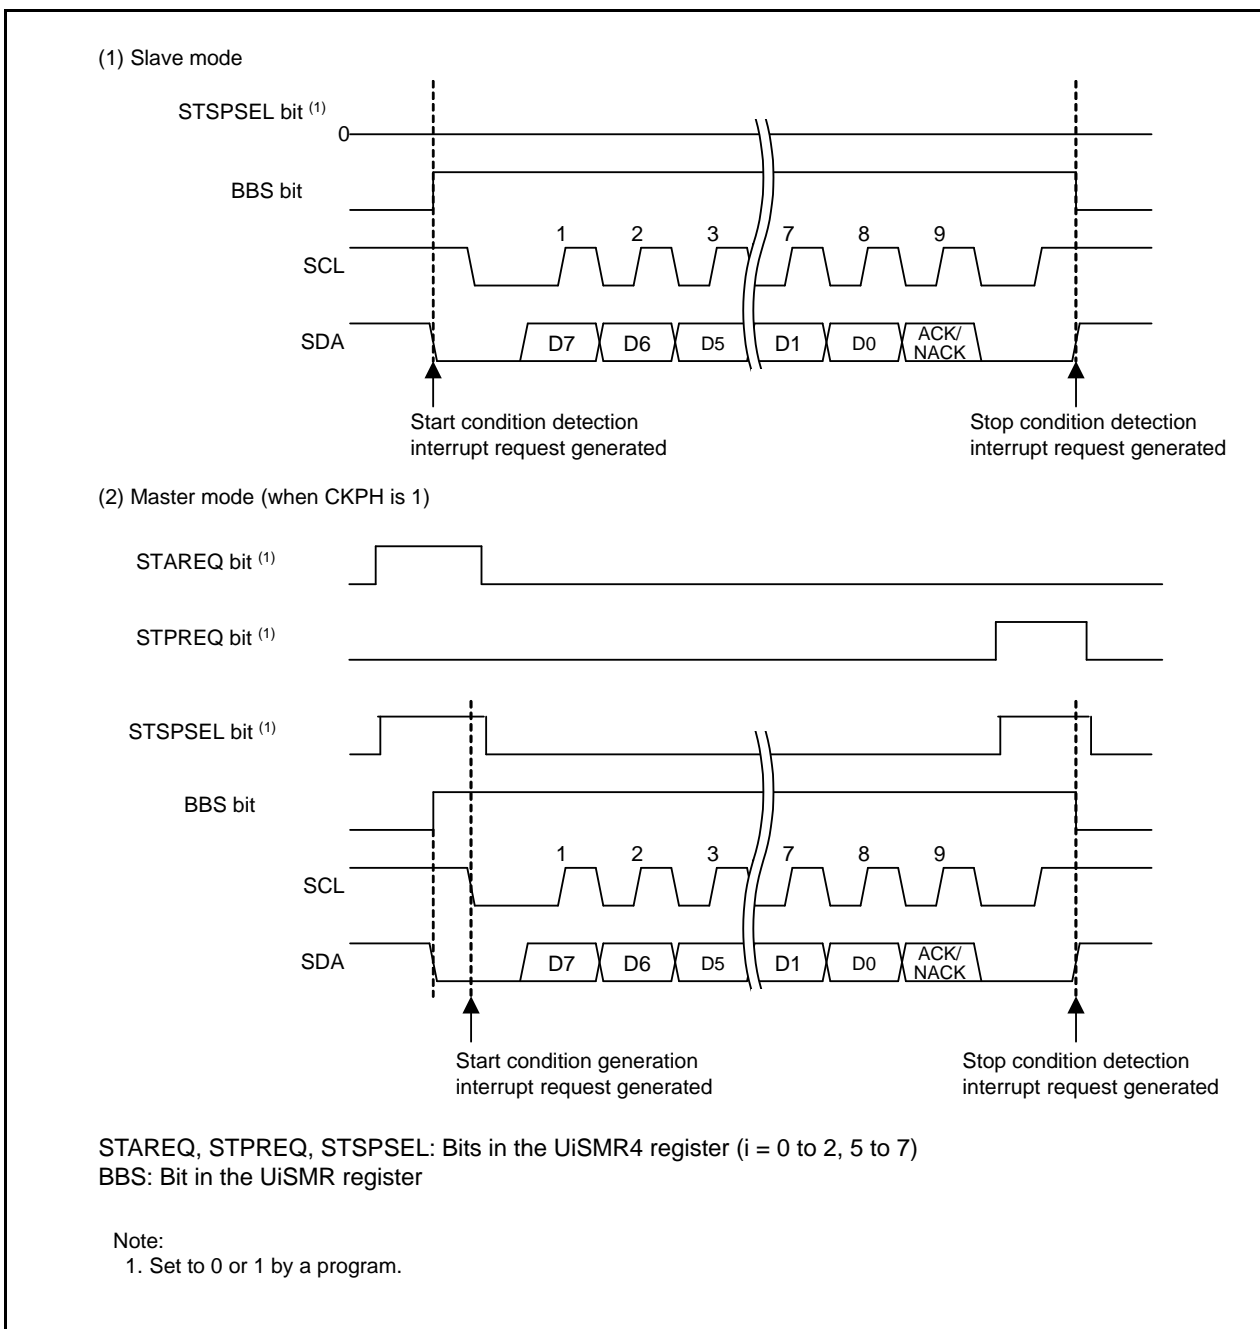 (1) Slave mode
STSPSEL bit (1)
0
BBS bit
1 2 3 7 8 9
SCL
SDA
D7 D6 D5 D1 D0 ACK/
NACK
Start condition detection
interrupt request generated
Stop condition detection
interrupt request generated
(2) Master mode (when CKPH is 1)
STAREQ bit (1)
STPREQ bit (1)
STSPSEL bit (1)
BBS bit
1 2 3 7 8 9
SCL
SDA
D7 D6 D5 D1 D0 ACK/
NACK
Start condition generation
interrupt request generated
Stop condition detection
interrupt request generated
STAREQ, STPREQ, STSPSEL: Bits in the UiSMR4 register (i = 0 to 2, 5 to 7)
BBS: Bit in the UiSMR register
Note:
1. Set to 0 or 1 by a program.